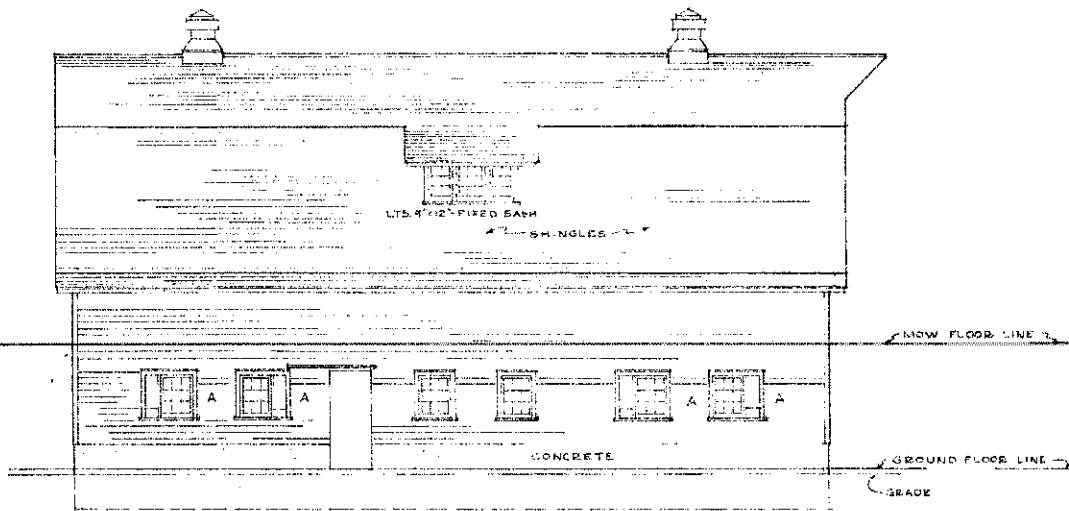 LTS. 9"x12"-FIXED SASH
SHINGLES
MOW FLOOR LINE
A A A A
CONCRETE
GROUND FLOOR LINE
GRADE